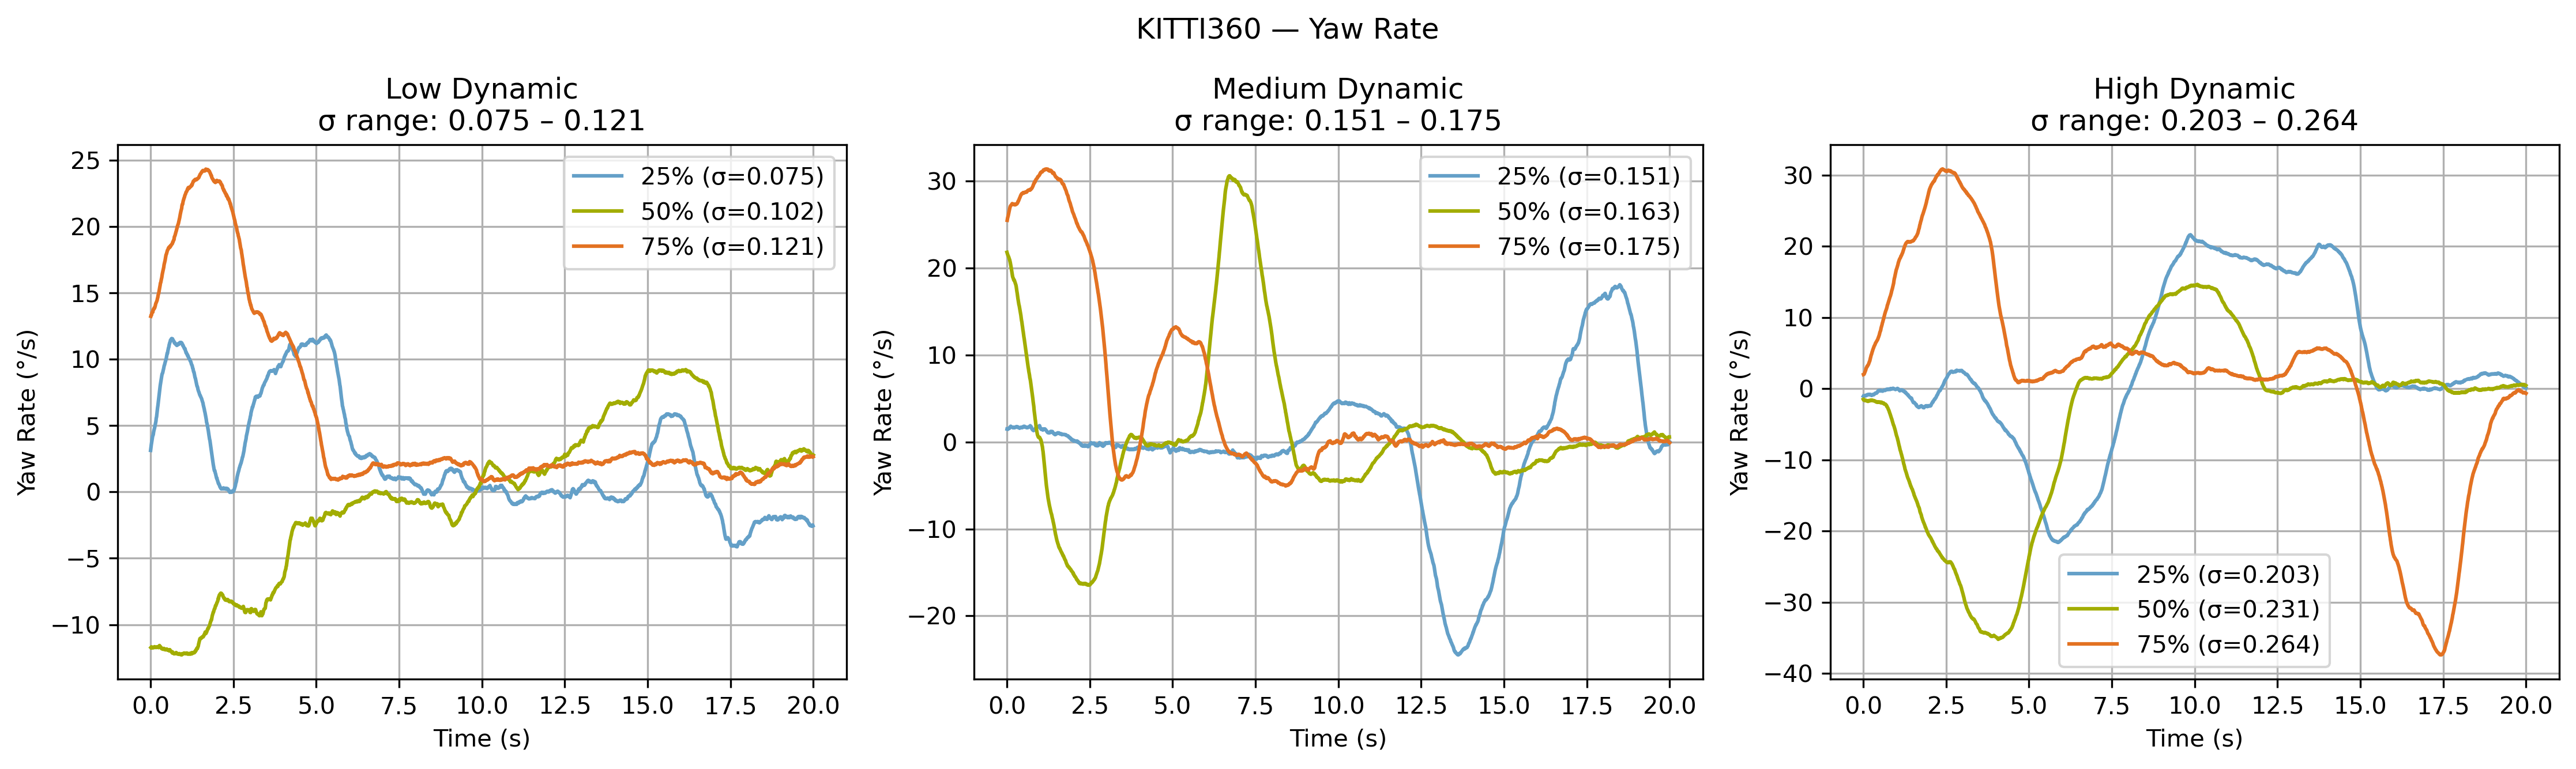 KITTI360 — Yaw Rate
Low Dynamic
σ range: 0.075 – 0.121
25
20
15
10
5
0
−5
−10
Yaw Rate (°/s)
25% (σ=0.075)
50% (σ=0.102)
75% (σ=0.121)
0.0 2.5 5.0 7.5 10.0 12.5 15.0 17.5 20.0
Time (s)
Medium Dynamic
σ range: 0.151 – 0.175
30
20
10
0
−10
−20
Yaw Rate (°/s)
25% (σ=0.151)
50% (σ=0.163)
75% (σ=0.175)
0.0 2.5 5.0 7.5 10.0 12.5 15.0 17.5 20.0
Time (s)
High Dynamic
σ range: 0.203 – 0.264
30
20
10
0
−10
−20
−30
−40
Yaw Rate (°/s)
25% (σ=0.203)
50% (σ=0.231)
75% (σ=0.264)
0.0 2.5 5.0 7.5 10.0 12.5 15.0 17.5 20.0
Time (s)